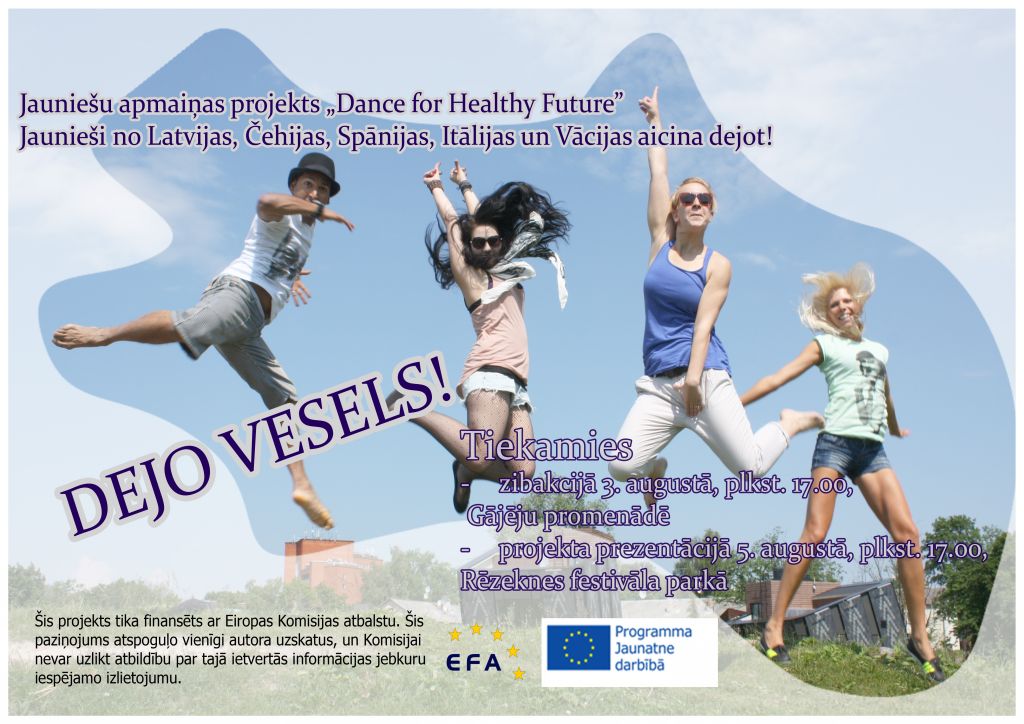 Jauniešu apmaiņas projekts „Dance for Healthy Future”
Jaunieši no Latvijas, Čehijas, Spānijas, Itālijas un Vācijas aicina dejot!
DEJO VESELS!
Tiekamies
- zibakcijā 3. augustā, plkst. 17.00,
Gājēju promenādē
- projekta prezentācijā 5. augustā, plkst. 17.00,
Rēzeknes festivāla parkā
Šis projekts tika finansēts ar Eiropas Komisijas atbalstu. Šis
paziņojums atspoguļo vienīgi autora uzskatus, un Komisijai
nevar uzlikt atbildību par tajā ietvertās informācijas jebkuru
iespējamo izlietojumu.
EFA
Programma
Jaunatne
darbībā